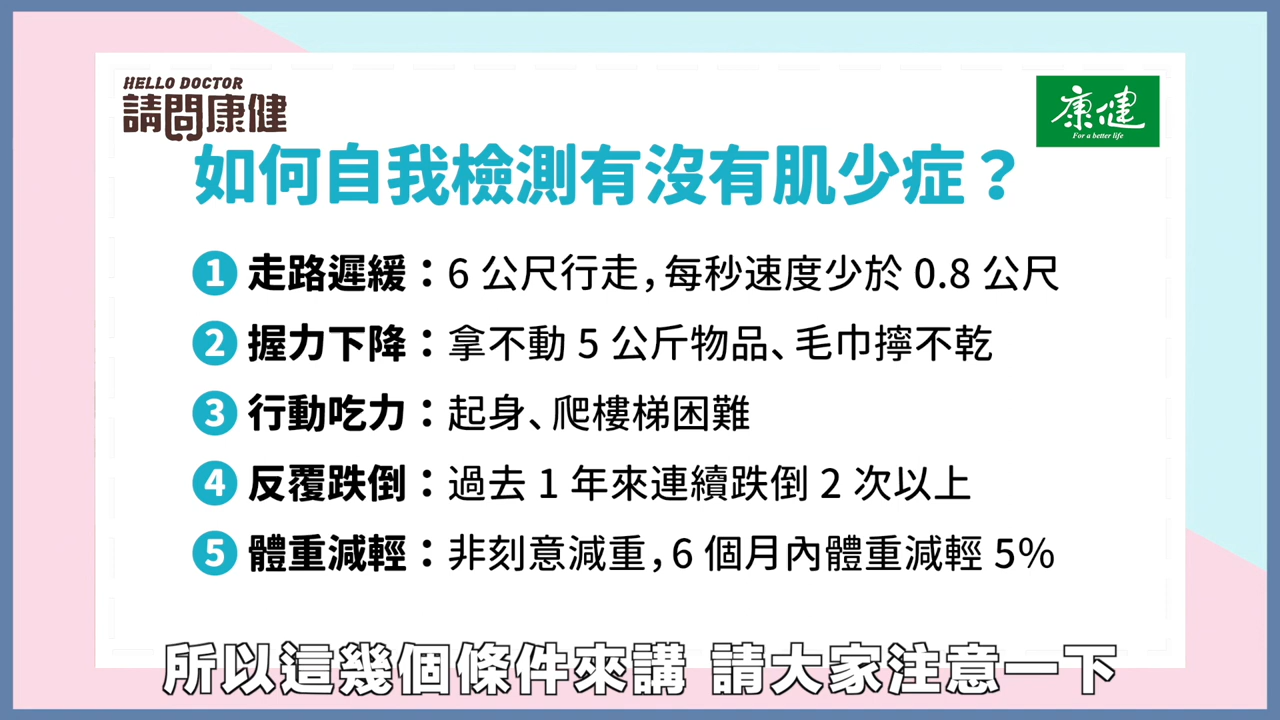 HELLO DOCTOR
請問康健
康健
For a better life
如何自我檢測有沒有肌少症？
1 走路遲緩：6 公尺行走，每秒速度少於 0.8 公尺
2 握力下降：拿不動 5 公斤物品、毛巾擰不乾
3 行動吃力：起身、爬樓梯困難
4 反覆跌倒：過去 1 年來連續跌倒 2 次以上
5 體重減輕：非刻意減重，6 個月內體重減輕 5%
所以這幾個條件來講 請大家注意一下